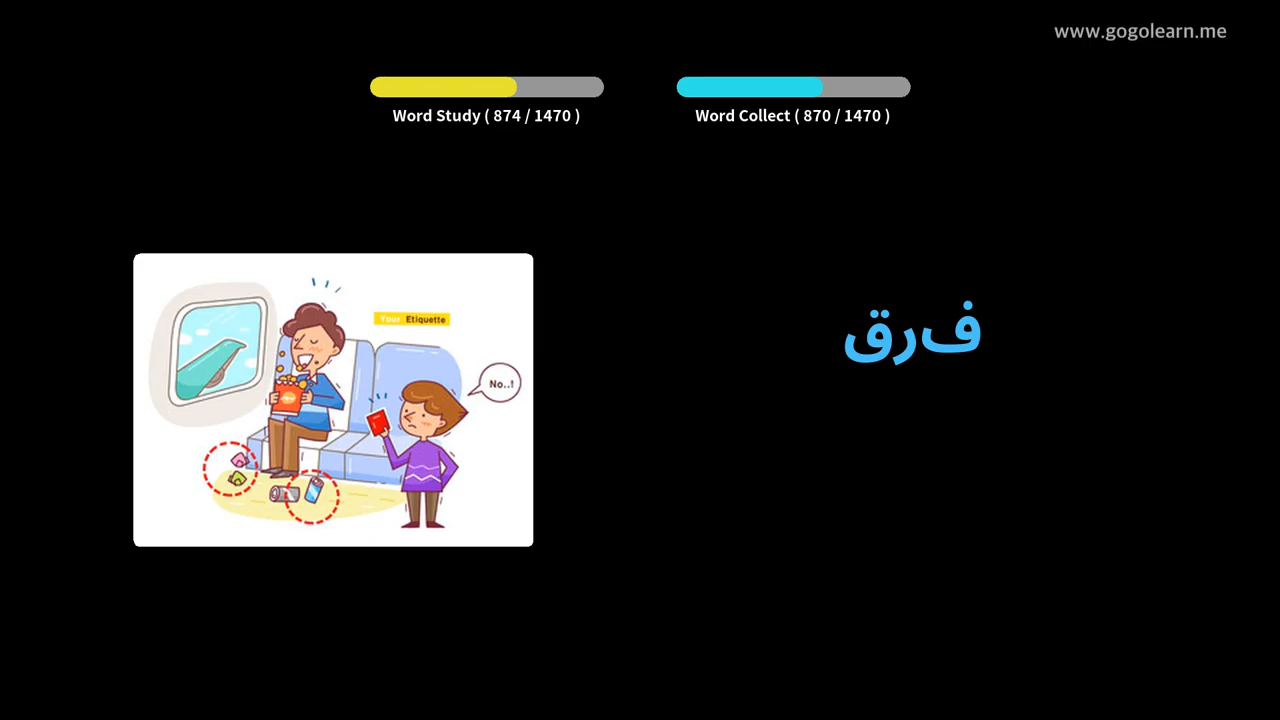 www.gogolearn.me
Word Study ( 874 / 1470 )
Word Collect ( 870 / 1470 )
Your Etiquette
No..!
فرق